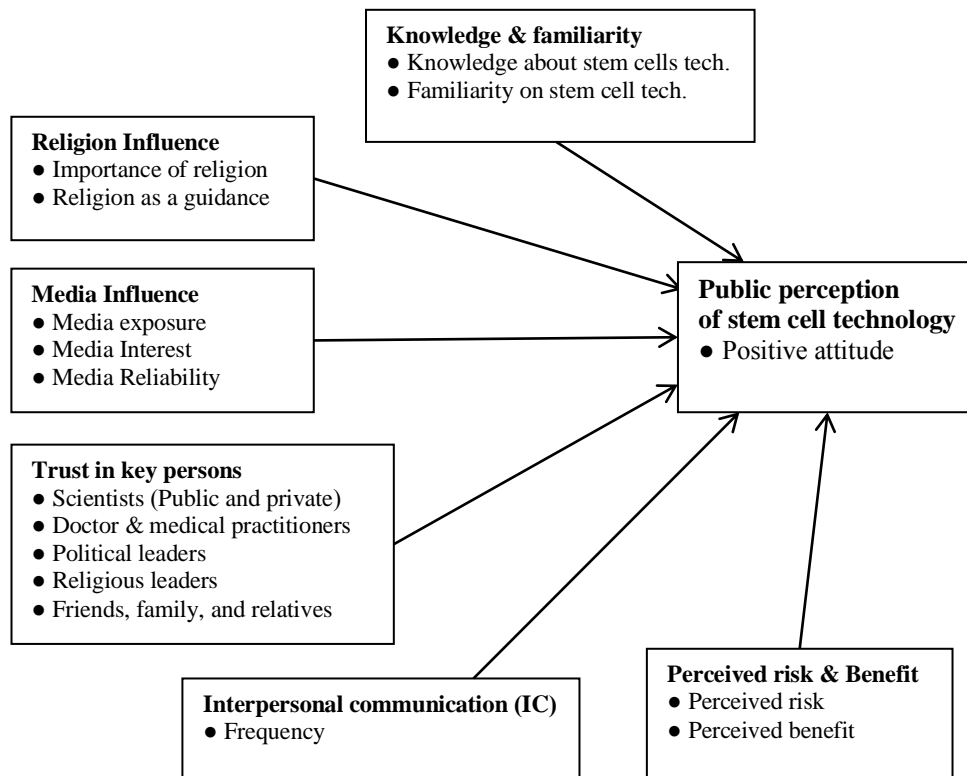 Knowledge & familiarity
● Knowledge about stem cells tech.
● Familiarity on stem cell tech.
Religion Influence
● Importance of religion
● Religion as a guidance
Media Influence
● Media exposure
● Media Interest
● Media Reliability
Public perception
of stem cell technology
● Positive attitude
Trust in key persons
● Scientists (Public and private)
● Doctor & medical practitioners
● Political leaders
● Religious leaders
● Friends, family, and relatives
Interpersonal communication (IC)
● Frequency
Perceived risk & Benefit
● Perceived risk
● Perceived benefit